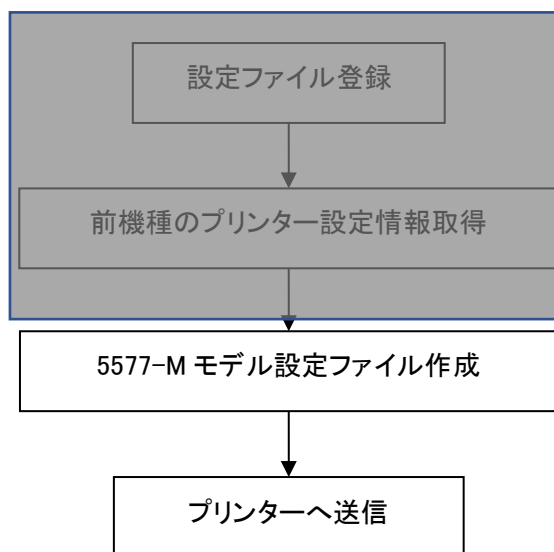 設定ファイル登録
前機種のプリンター設定情報取得
5577-M モデル設定ファイル作成
プリンターへ送信